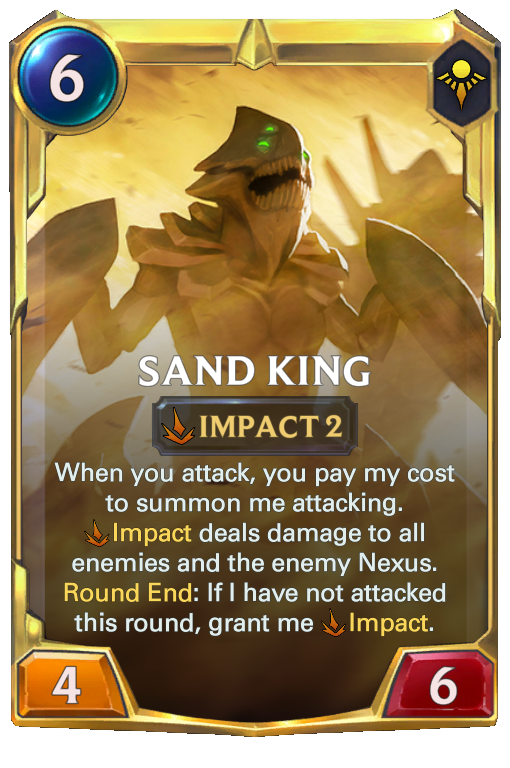 6
SAND KING
IMPACT 2
When you attack, you pay my cost
to summon me attacking.
Impact deals damage to all
enemies and the enemy Nexus.
Round End: If I have not attacked
this round, grant me Impact.
4
6